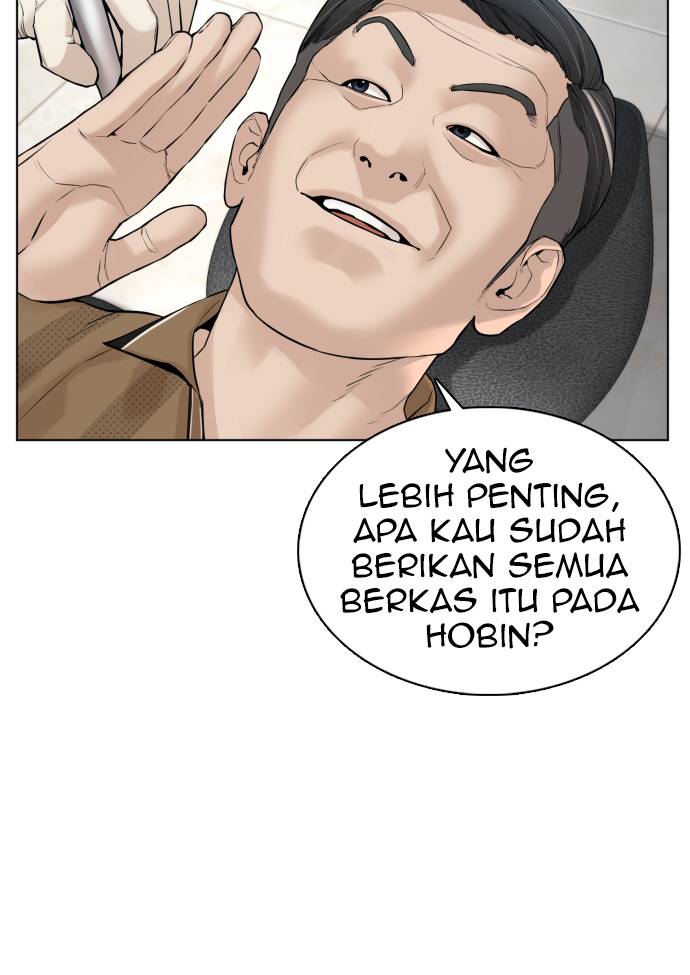 YANG
LEBIH PENTING,
APA KAU SUDAH
BERIKAN SEMUA
BERKAS ITU PADA
HOBIN?